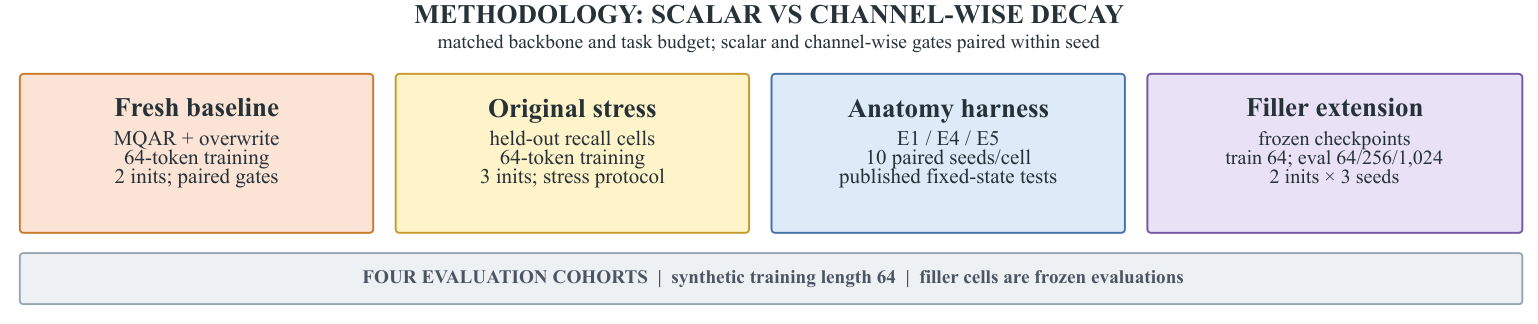 METHODOLOGY: SCALAR VS CHANNEL-WISE DECAY
matched backbone and task budget; scalar and channel-wise gates paired within seed
Fresh baseline
MQAR + overwrite
64-token training
2 inits; paired gates
Original stress
held-out recall cells
64-token training
3 inits; stress protocol
Anatomy harness
E1 / E4 / E5
10 paired seeds/cell
published fixed-state tests
Filler extension
frozen checkpoints
train 64; eval 64/256/1,024
2 inits × 3 seeds
FOUR EVALUATION COHORTS | synthetic training length 64 | filler cells are frozen evaluations